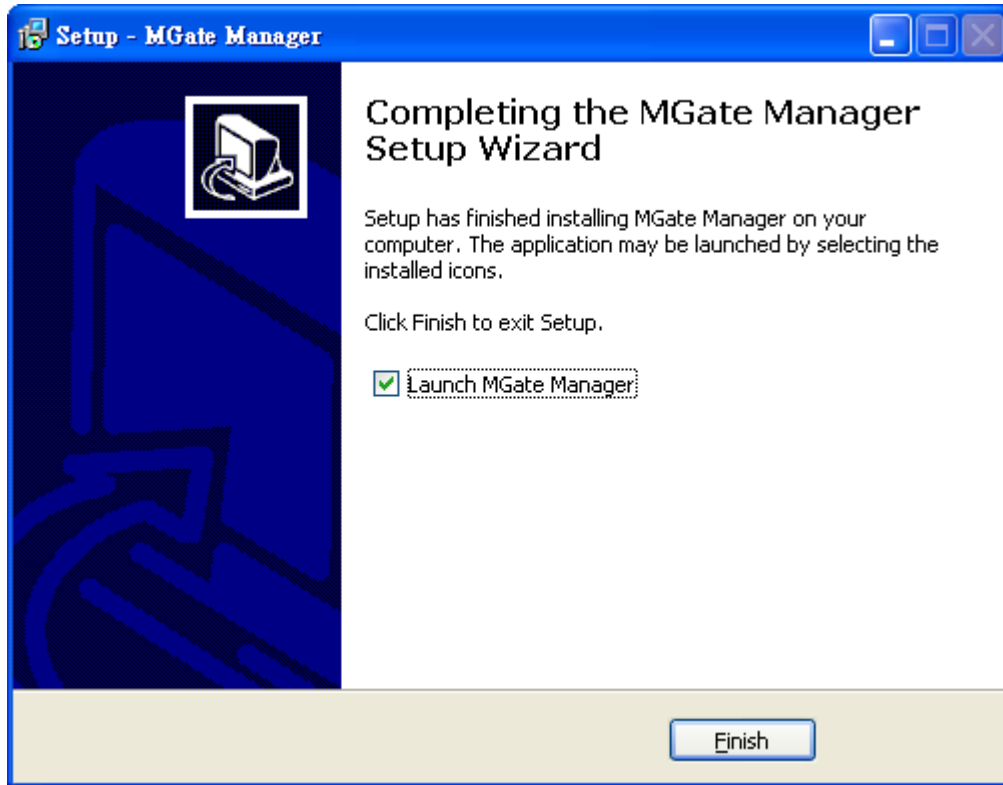 Setup - MGate Manager
Completing the MGate Manager
Setup Wizard
Setup has finished installing MGate Manager on your
computer. The application may be launched by selecting the
installed icons.
Click Finish to exit Setup.
Launch MGate Manager
Finish